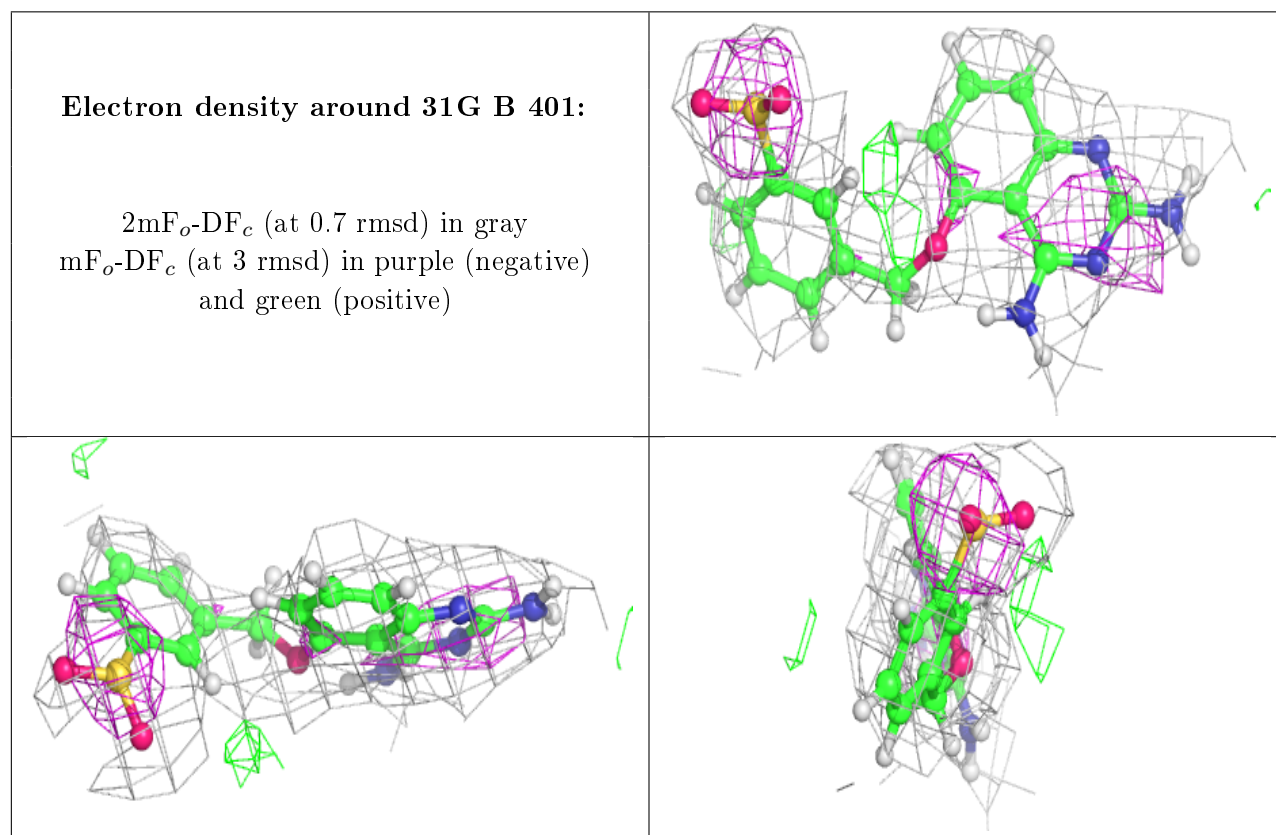 Electron density around 31G B 401:
2mFo-DFc (at 0.7 rmsd) in gray
mFo-DFc (at 3 rmsd) in purple (negative)
and green (positive)